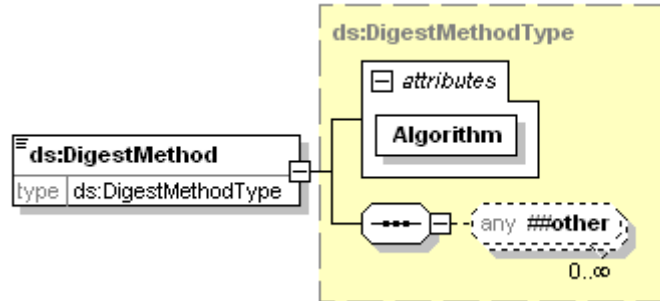 ds:DigestMethodType
attributes
Algorithm
ds:DigestMethod
type ds:DigestMethodType
any ##other
0..∞